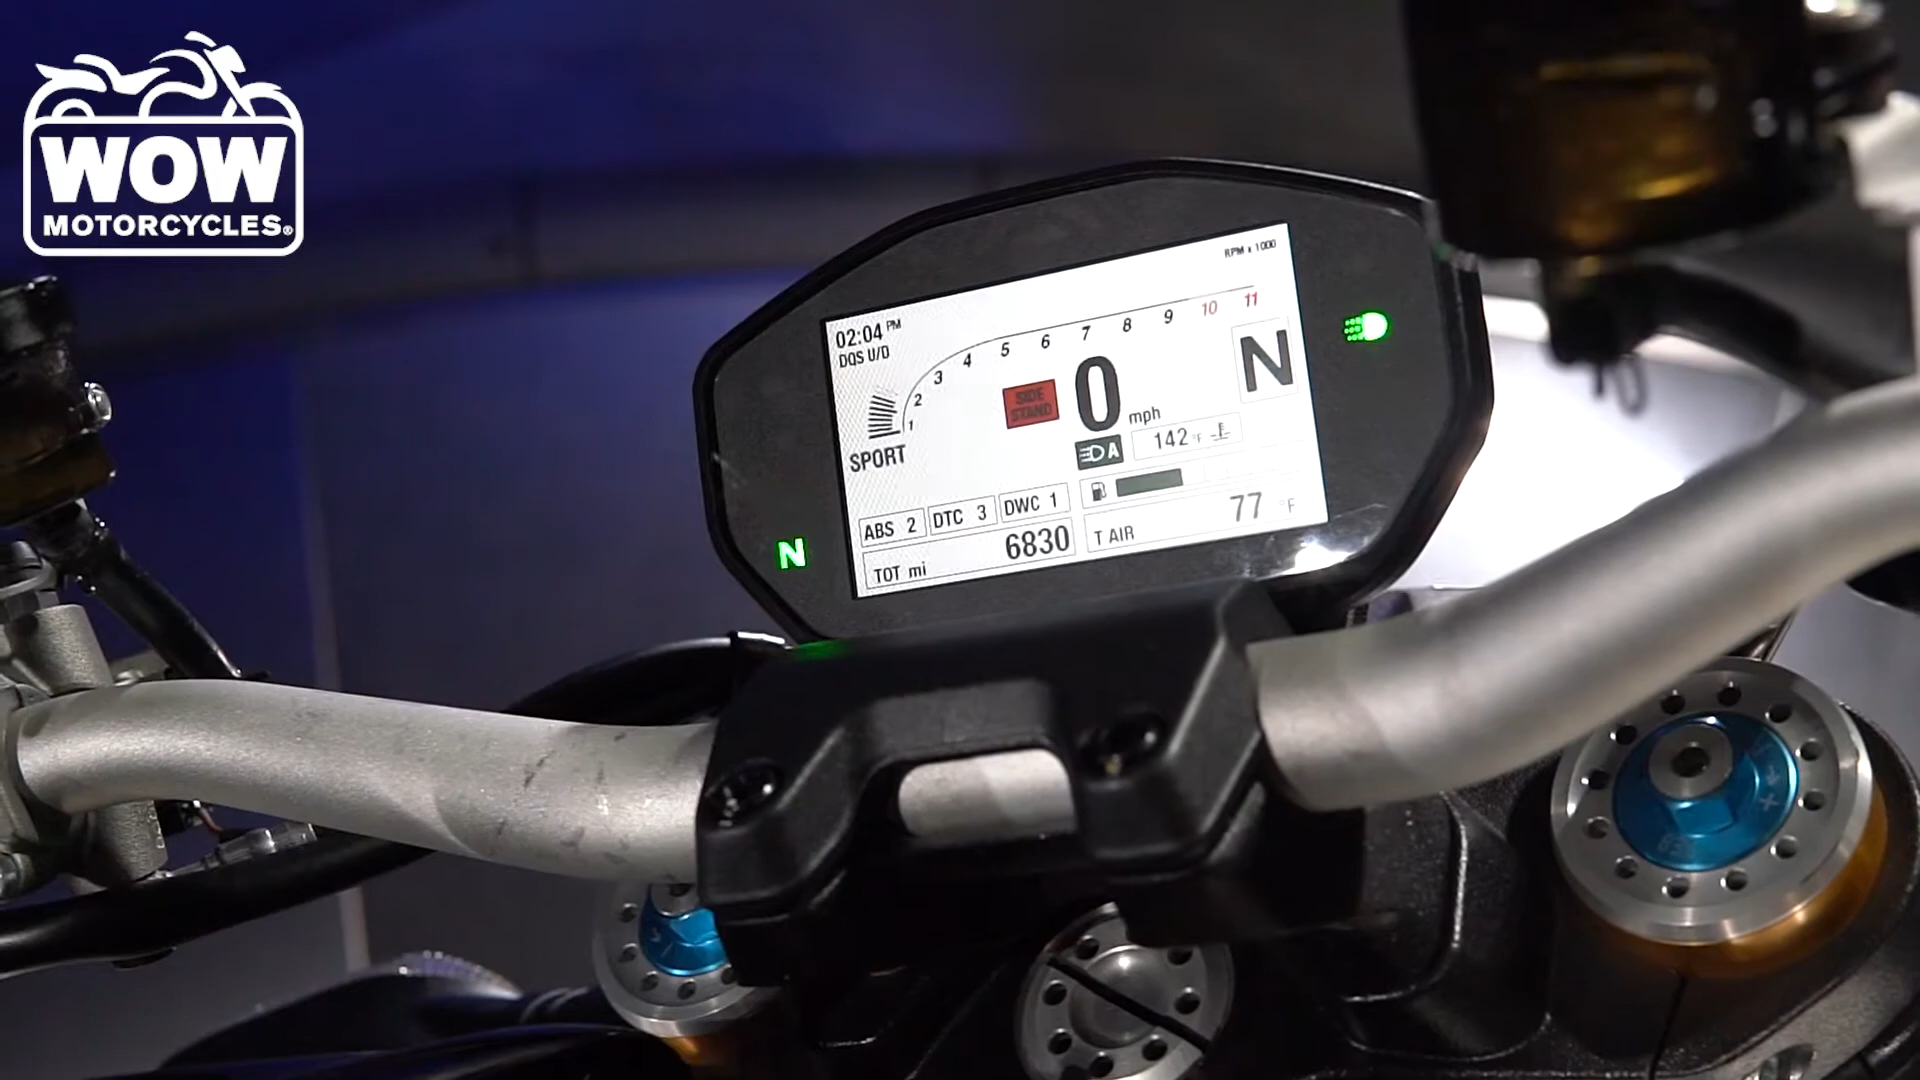 WOW
MOTORCYCLES®
RPM x 1000
02:04 PM
DQS U/D
1 2 3 4 5 6 7 8 9 10 11
N
SIDE
STAND
0 mph
SPORT
A
142 °F
ABS 2 DTC 3 DWC 1
TOT mi 6830
T AIR 77 °F
N